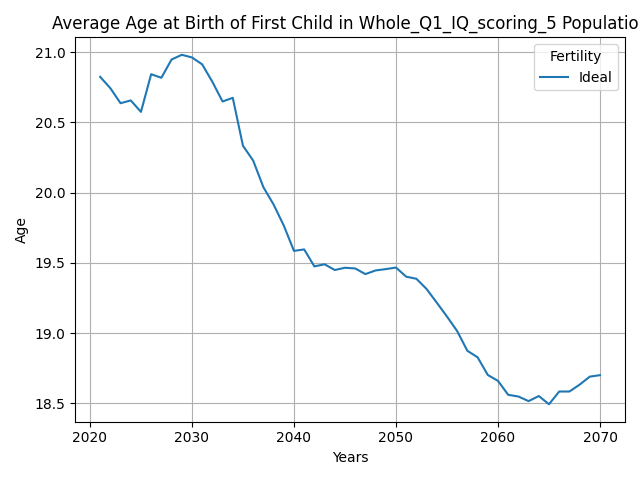 Average Age at Birth of First Child in Whole_Q1_IQ_scoring_5 Populatio
21.0
20.5
20.0
19.5
19.0
18.5
Age
Fertility
Ideal
2020 2030 2040 2050 2060 2070
Years